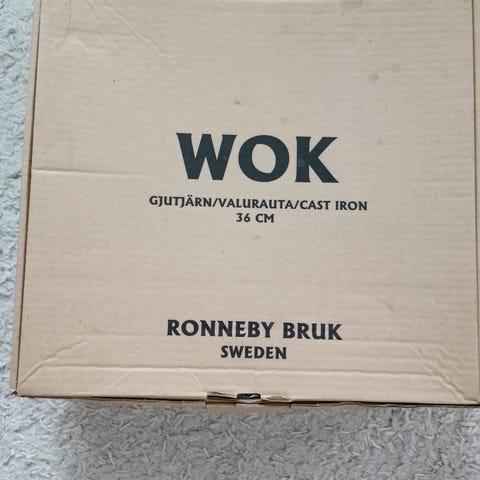 WOK
GJUTJÄRN/VALURAUTA/CAST IRON
36 CM
RONNEBY BRUK
SWEDEN